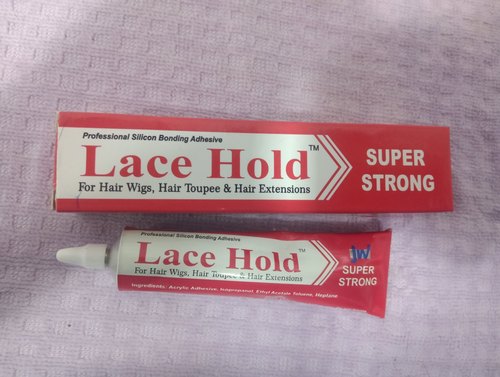 Professional Silicon Bonding Adhesive
Lace Hold™
For Hair Wigs, Hair Toupee & Hair Extensions
SUPER
STRONG
Professional Silicon Bonding Adhesive
Lace Hold™
For Hair Wigs, Hair Toupee & Hair Extensions
Ingredients: Acrylic Adhesive, Isopropanol, Ethyl Acetate Toluene, Heptane
iw
SUPER
STRONG